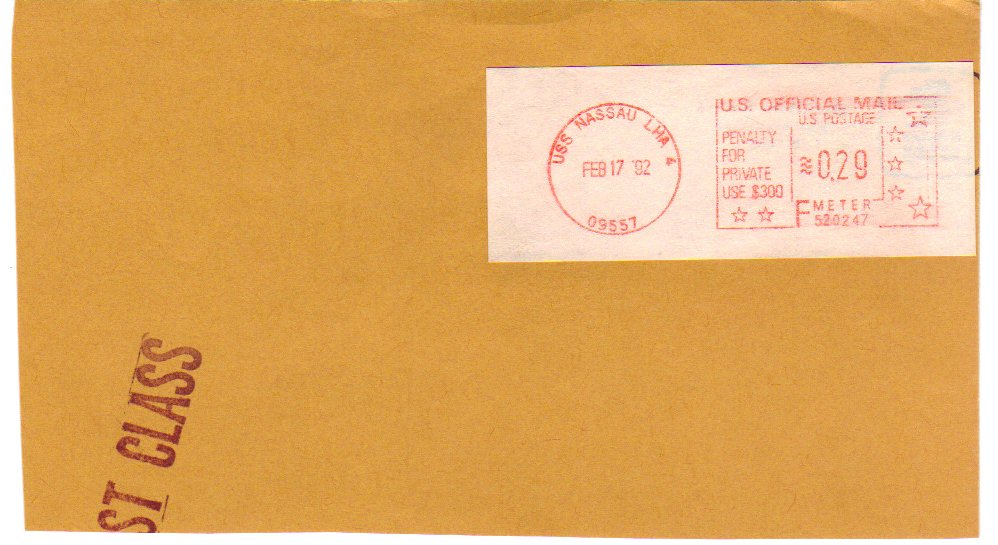 USS NASSAU LHA 4
FEB 17 '92
09557
U.S. OFFICIAL MAIL
U.S. POSTAGE
PENALTY
FOR
PRIVATE
USE $300
0.29
F METER
520247
ST CLASS